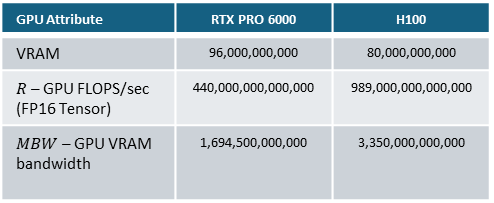 GPU Attribute RTX PRO 6000 H100
VRAM 96,000,000,000 80,000,000,000
R – GPU FLOPS/sec 440,000,000,000,000 989,000,000,000,000
(FP16 Tensor)
MBW – GPU VRAM 1,694,500,000,000 3,350,000,000,000
bandwidth